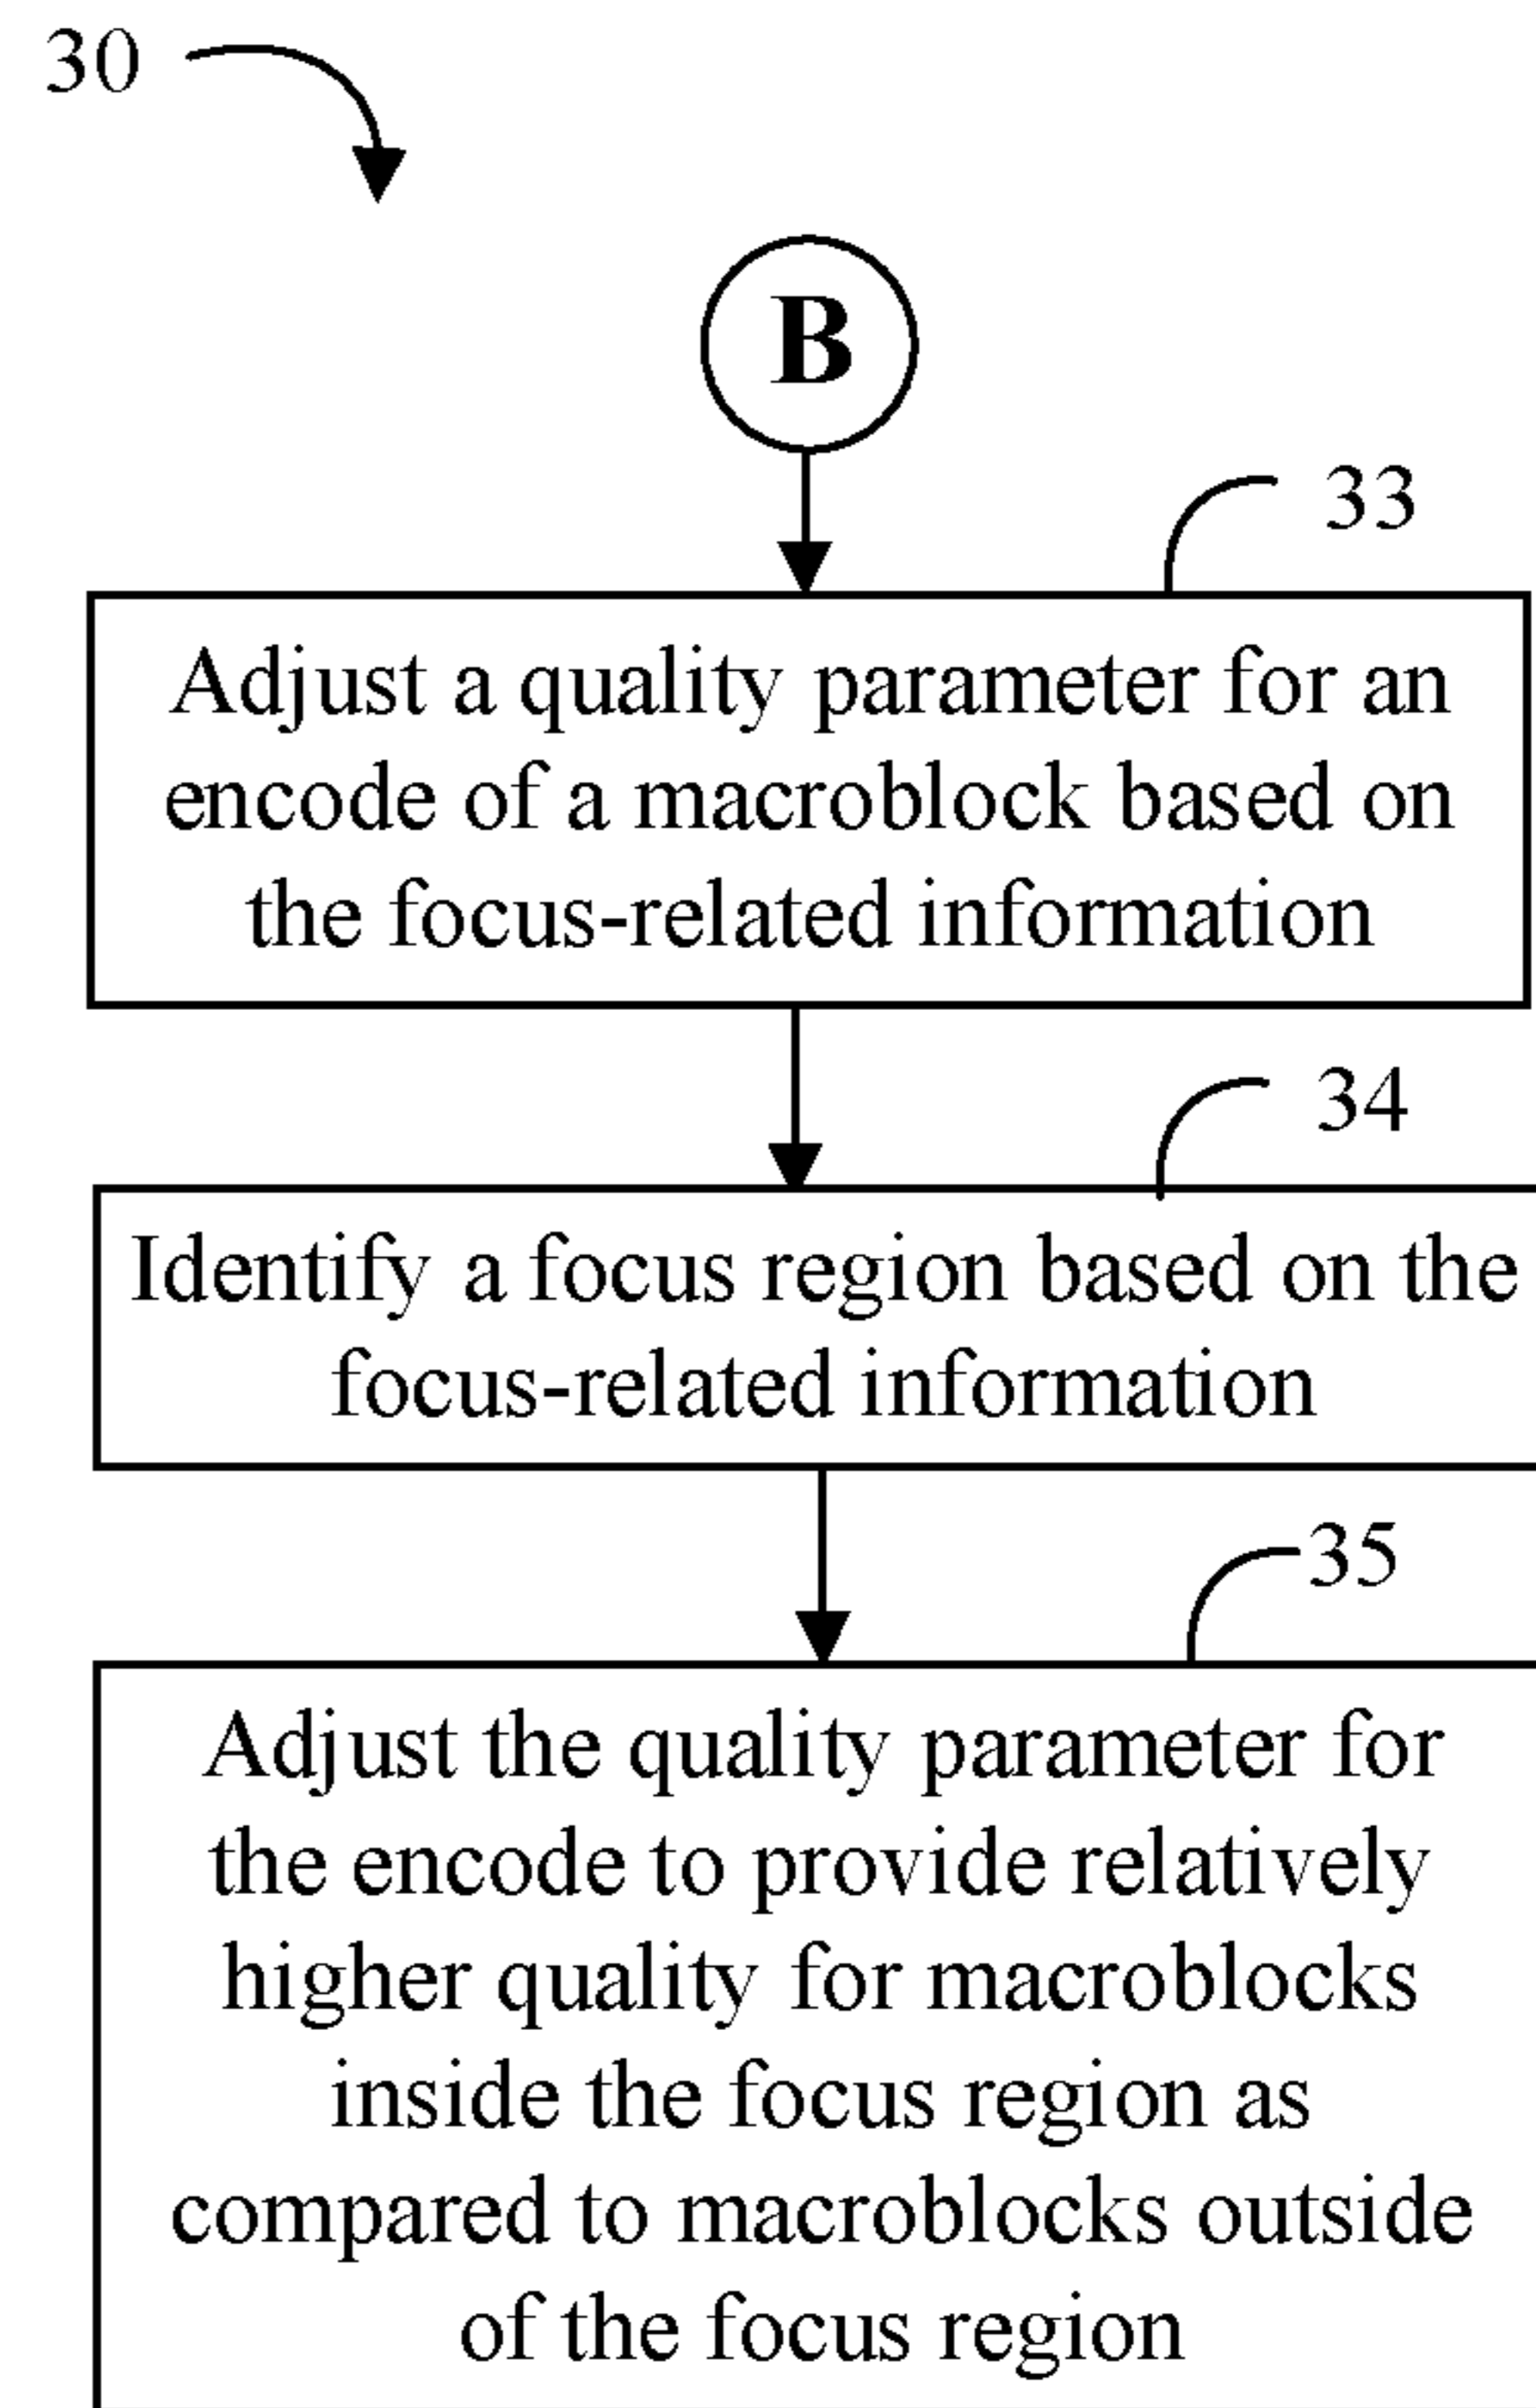 30
B
33
Adjust a quality parameter for an
encode of a macroblock based on
the focus-related information
34
Identify a focus region based on the
focus-related information
35
Adjust the quality parameter for
the encode to provide relatively
higher quality for macroblocks
inside the focus region as
compared to macroblocks outside
of the focus region